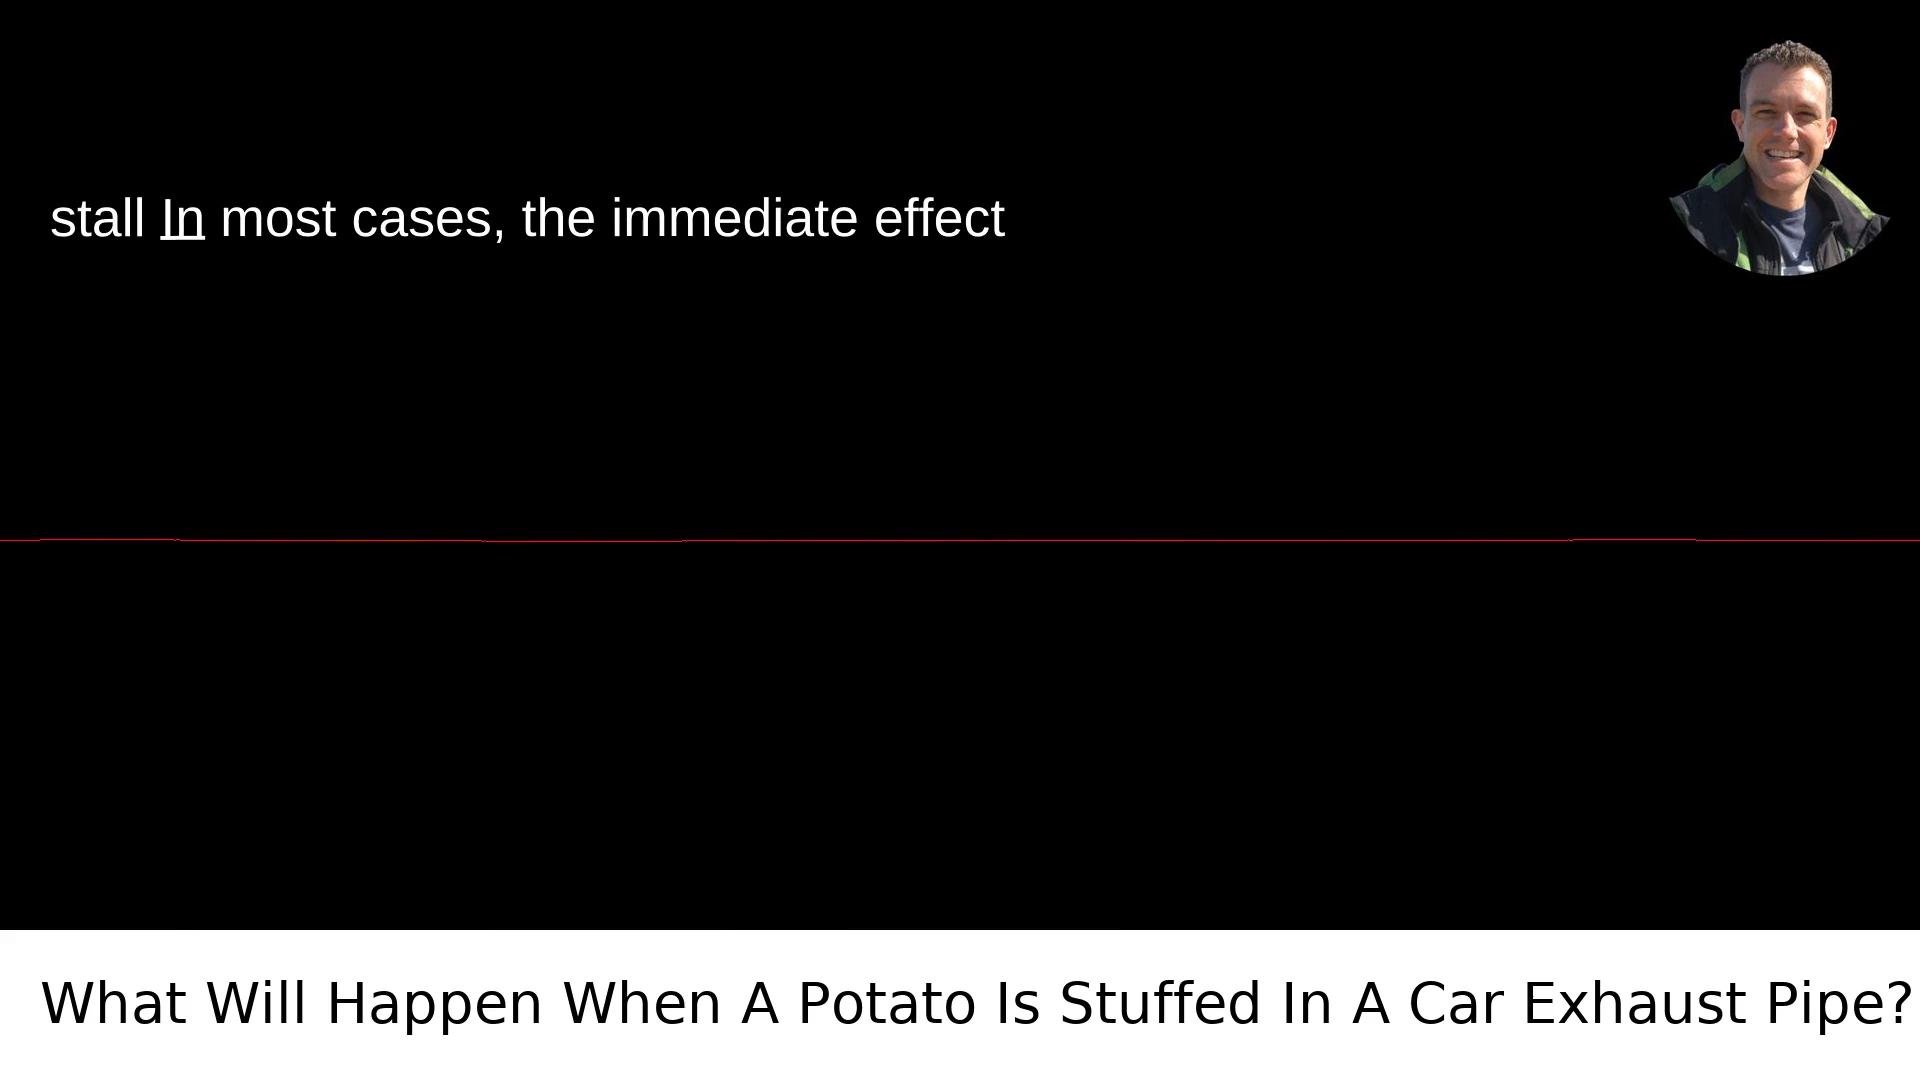 stall In most cases, the immediate effect
What Will Happen When A Potato Is Stuffed In A Car Exhaust Pipe?